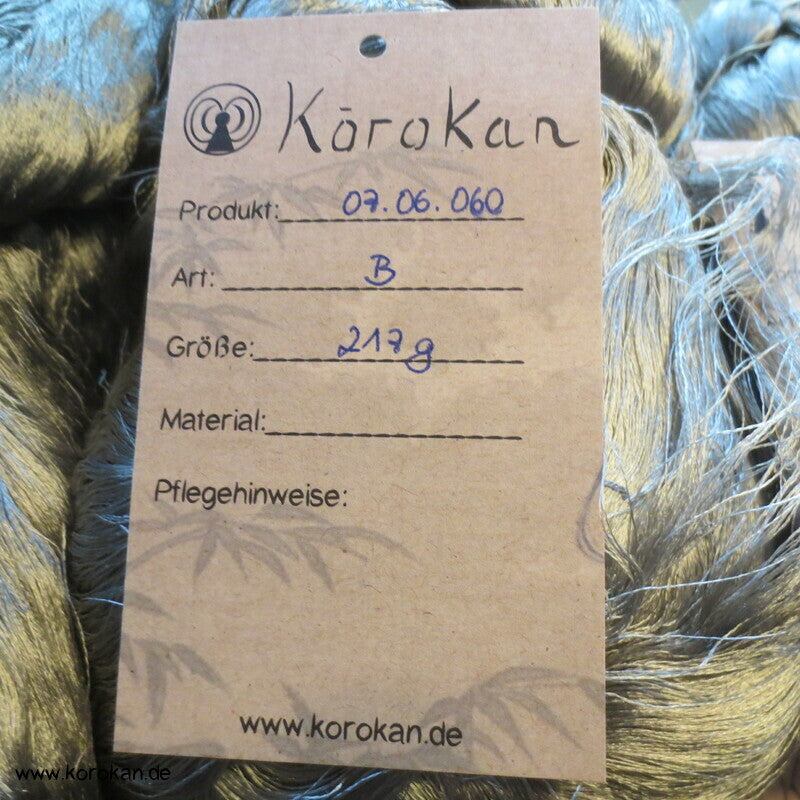 Kōrokan
Produkt: 07.06.060
Art: B
Größe: 217g
Material:
Pflegehinweise:
www.korokan.de
www.korokan.de